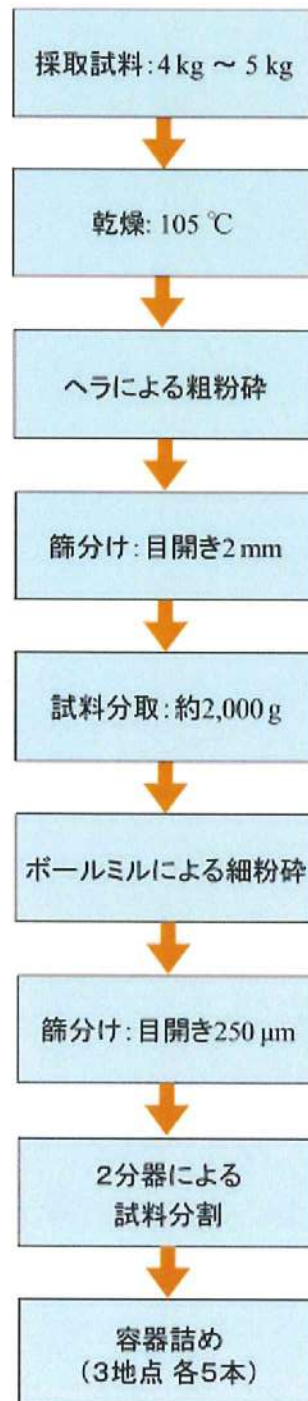 採取試料:4 kg ～ 5 kg
乾燥: 105 ℃
ヘラによる粗粉砕
篩分け:目開き2 mm
試料分取:約2,000 g
ボールミルによる細粉砕
篩分け:目開き250 μm
2分器による
試料分割
容器詰め
(3地点 各5本)